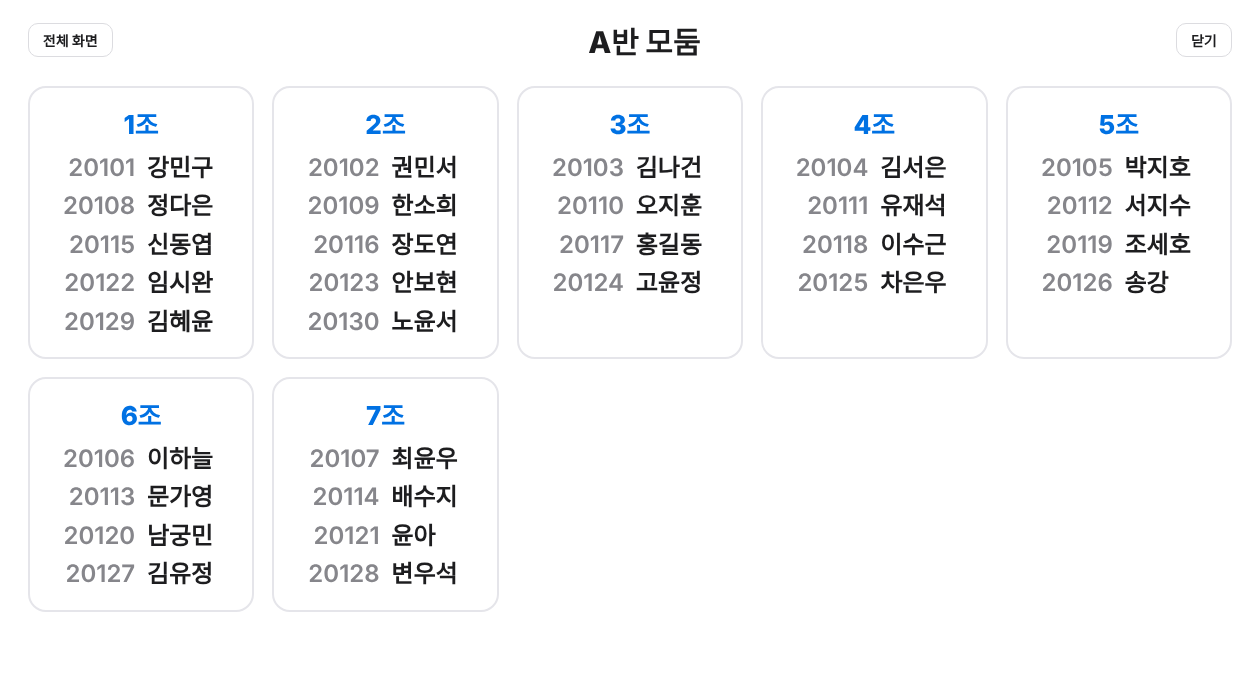 전체 화면
A반 모둠
닫기
1조
20101 강민구
20108 정다은
20115 신동엽
20122 임시완
20129 김혜윤
2조
20102 권민서
20109 한소희
20116 장도연
20123 안보현
20130 노윤서
3조
20103 김나건
20110 오지훈
20117 홍길동
20124 고윤정
4조
20104 김서은
20111 유재석
20118 이수근
20125 차은우
5조
20105 박지호
20112 서지수
20119 조세호
20126 송강
6조
20106 이하늘
20113 문가영
20120 남궁민
20127 김유정
7조
20107 최윤우
20114 배수지
20121 윤아
20128 변우석